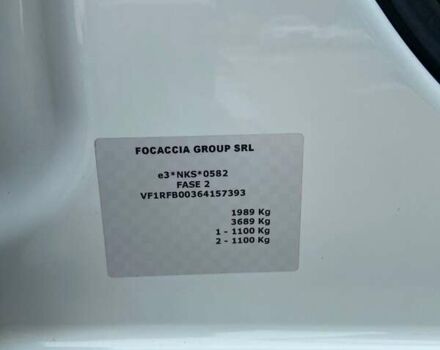 FOCACCIA GROUP SRL
e3*NKS*0582
FASE 2
VF1RFB00364157393
1989 Kg
3689 Kg
1 - 1100 Kg
2 - 1100 Kg